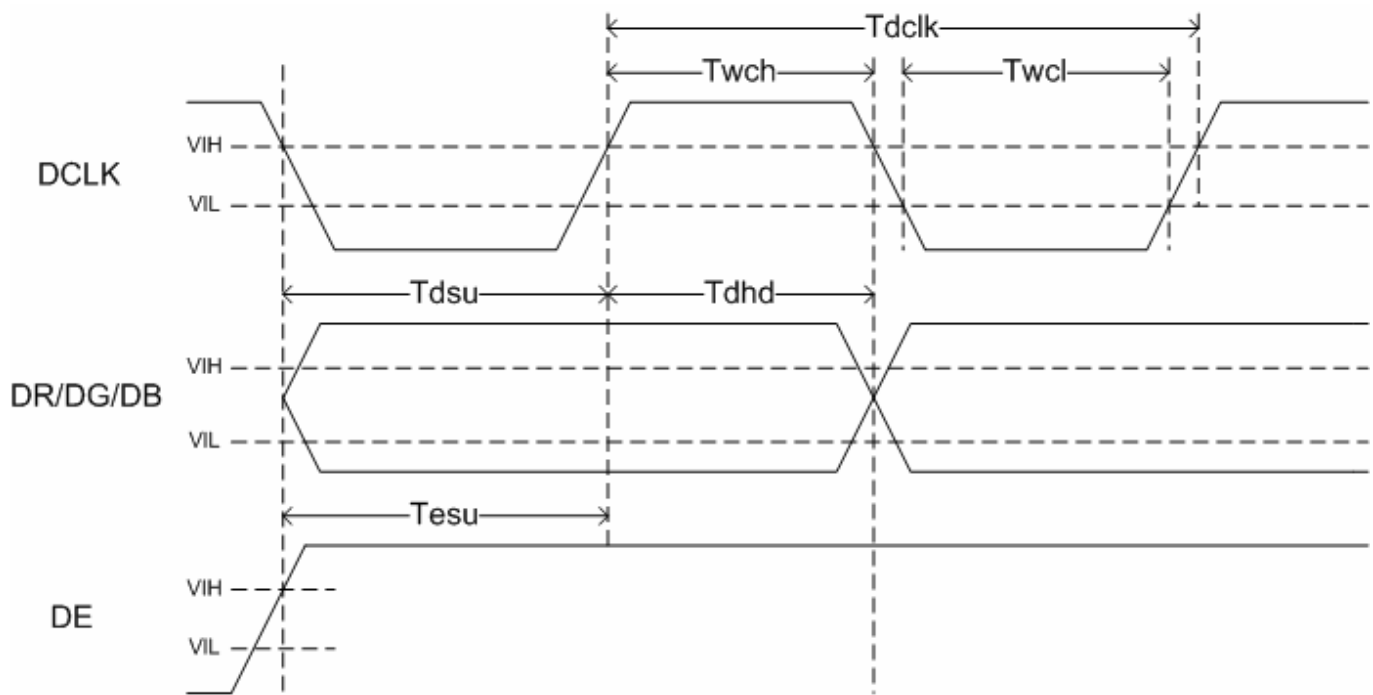 Tdclk
Twch Twcl
VIH
DCLK
VIL
Tdsu Tdhd
VIH
DR/DG/DB
VIL
Tesu
VIH
DE
VIL